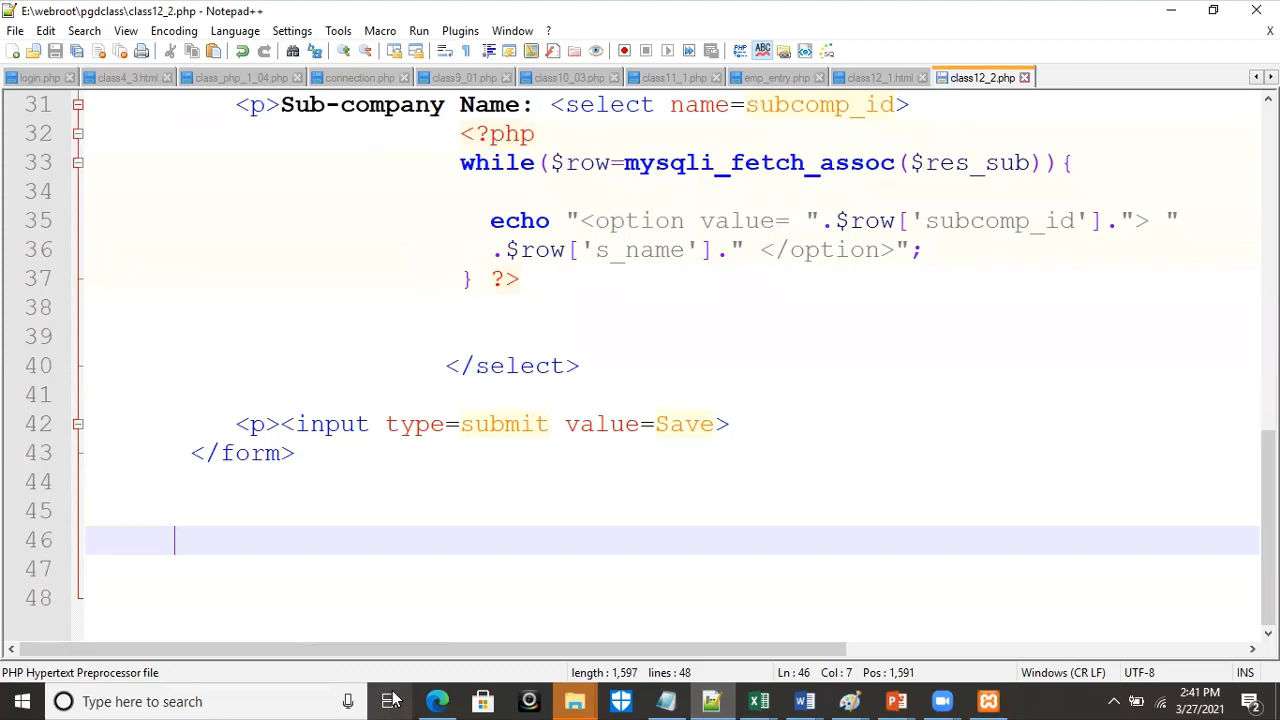 E:\webroot\pgdclass\class12_2.php - Notepad++
File Edit Search View Encoding Language Settings Tools Macro Run Plugins Window ?
X
login.php class4_3.html class_php_1_04.php connection.php class9_01.php class10_03.php class11_1.php emp_entry.php class12_1.html class12_2.php
31 <p>Sub-company Name: <select name=subcomp_id>
32 <?php
33 while($row=mysqli_fetch_assoc($res_sub)){
34
35 echo "<option value= ".$row['subcomp_id']."> "
36 .$row['s_name']." </option>";
37 } ?>
38
39
40 </select>
41
42 <p><input type=submit value=Save>
43 </form>
44
45
46
47
48
PHP Hypertext Preprocessor file length : 1,597 lines : 48 Ln : 46 Col : 7 Pos : 1,591 Windows (CR LF) UTF-8 INS
Type here to search
2:41 PM
3/27/2021
2